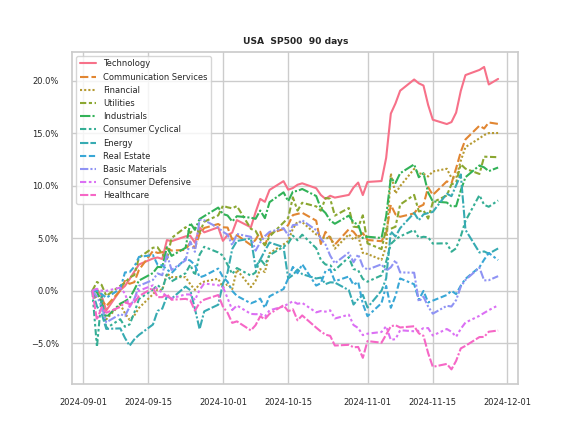 USA  SP500  90 days
Technology
Communication Services
Financial
Utilities
Industrials
Consumer Cyclical
Energy
Real Estate
Basic Materials
Consumer Defensive
Healthcare
20.0%
15.0%
10.0%
5.0%
0.0%
−5.0%
2024-09-01 2024-09-15 2024-10-01 2024-10-15 2024-11-01 2024-11-15 2024-12-01